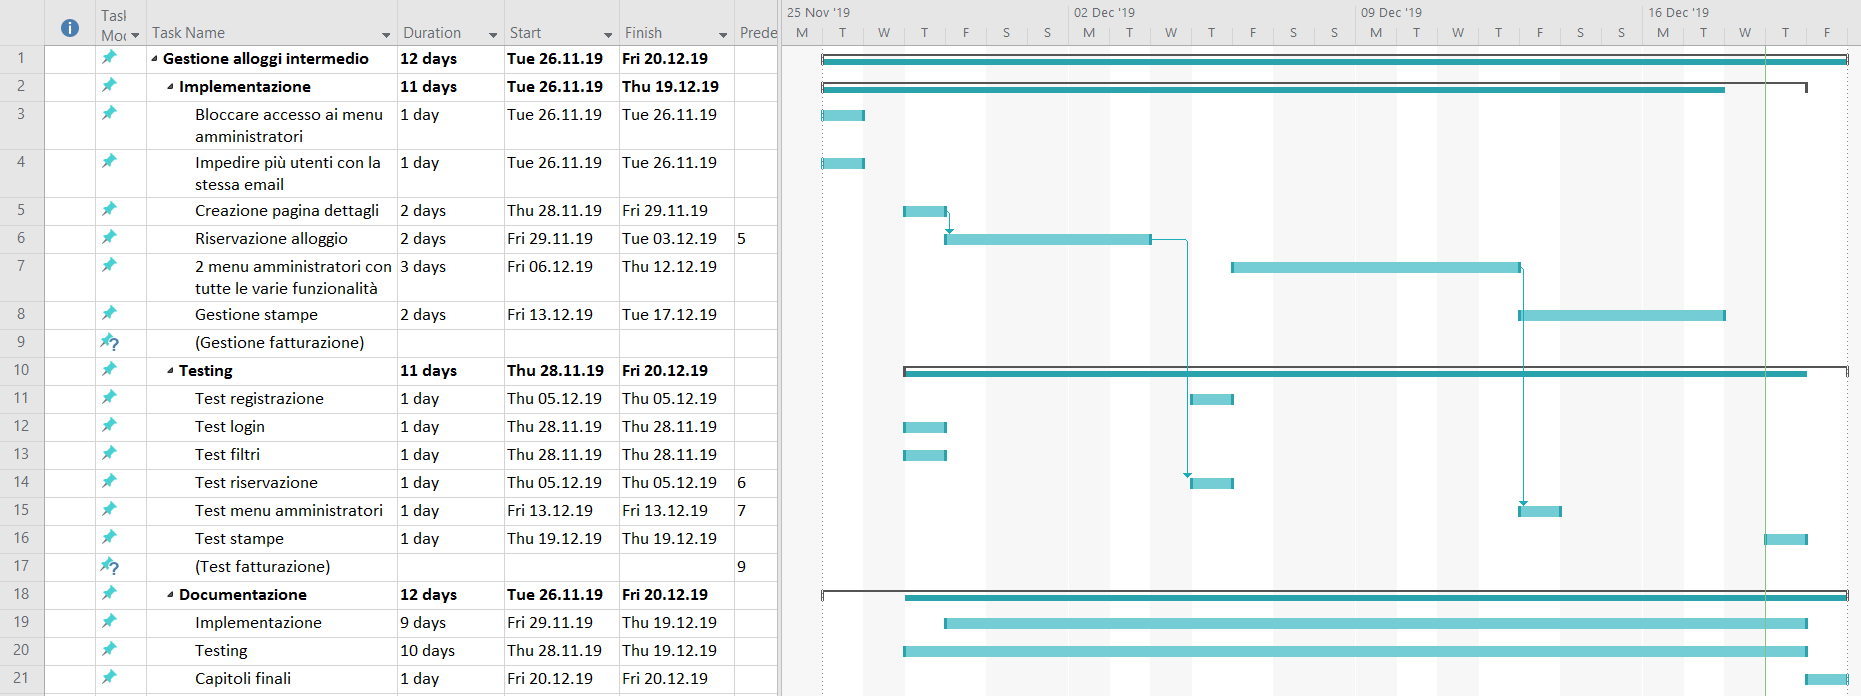 25 Nov '19 02 Dec '19 09 Dec '19 16 Dec '19
Task
Moc Task Name Duration Start Finish Prede M T W T F S S M T W T F S S M T W T F S S M T W T F
1 Gestione alloggi intermedio 12 days Tue 26.11.19 Fri 20.12.19
2 Implementazione 11 days Tue 26.11.19 Thu 19.12.19
3 Bloccare accesso ai menu 1 day Tue 26.11.19 Tue 26.11.19
amministratori
4 Impedire più utenti con la 1 day Tue 26.11.19 Tue 26.11.19
stessa email
5 Creazione pagina dettagli 2 days Thu 28.11.19 Fri 29.11.19
6 Riservazione alloggio 2 days Fri 29.11.19 Tue 03.12.19 5
7 2 menu amministratori con 3 days Fri 06.12.19 Thu 12.12.19
tutte le varie funzionalità
8 Gestione stampe 2 days Fri 13.12.19 Tue 17.12.19
9 ? (Gestione fatturazione)
10 Testing 11 days Thu 28.11.19 Fri 20.12.19
11 Test registrazione 1 day Thu 05.12.19 Thu 05.12.19
12 Test login 1 day Thu 28.11.19 Thu 28.11.19
13 Test filtri 1 day Thu 28.11.19 Thu 28.11.19
14 Test riservazione 1 day Thu 05.12.19 Thu 05.12.19 6
15 Test menu amministratori 1 day Fri 13.12.19 Fri 13.12.19 7
16 Test stampe 1 day Thu 19.12.19 Thu 19.12.19
17 ? (Test fatturazione) 9
18 Documentazione 12 days Tue 26.11.19 Fri 20.12.19
19 Implementazione 9 days Fri 29.11.19 Thu 19.12.19
20 Testing 10 days Thu 28.11.19 Thu 19.12.19
21 Capitoli finali 1 day Fri 20.12.19 Fri 20.12.19